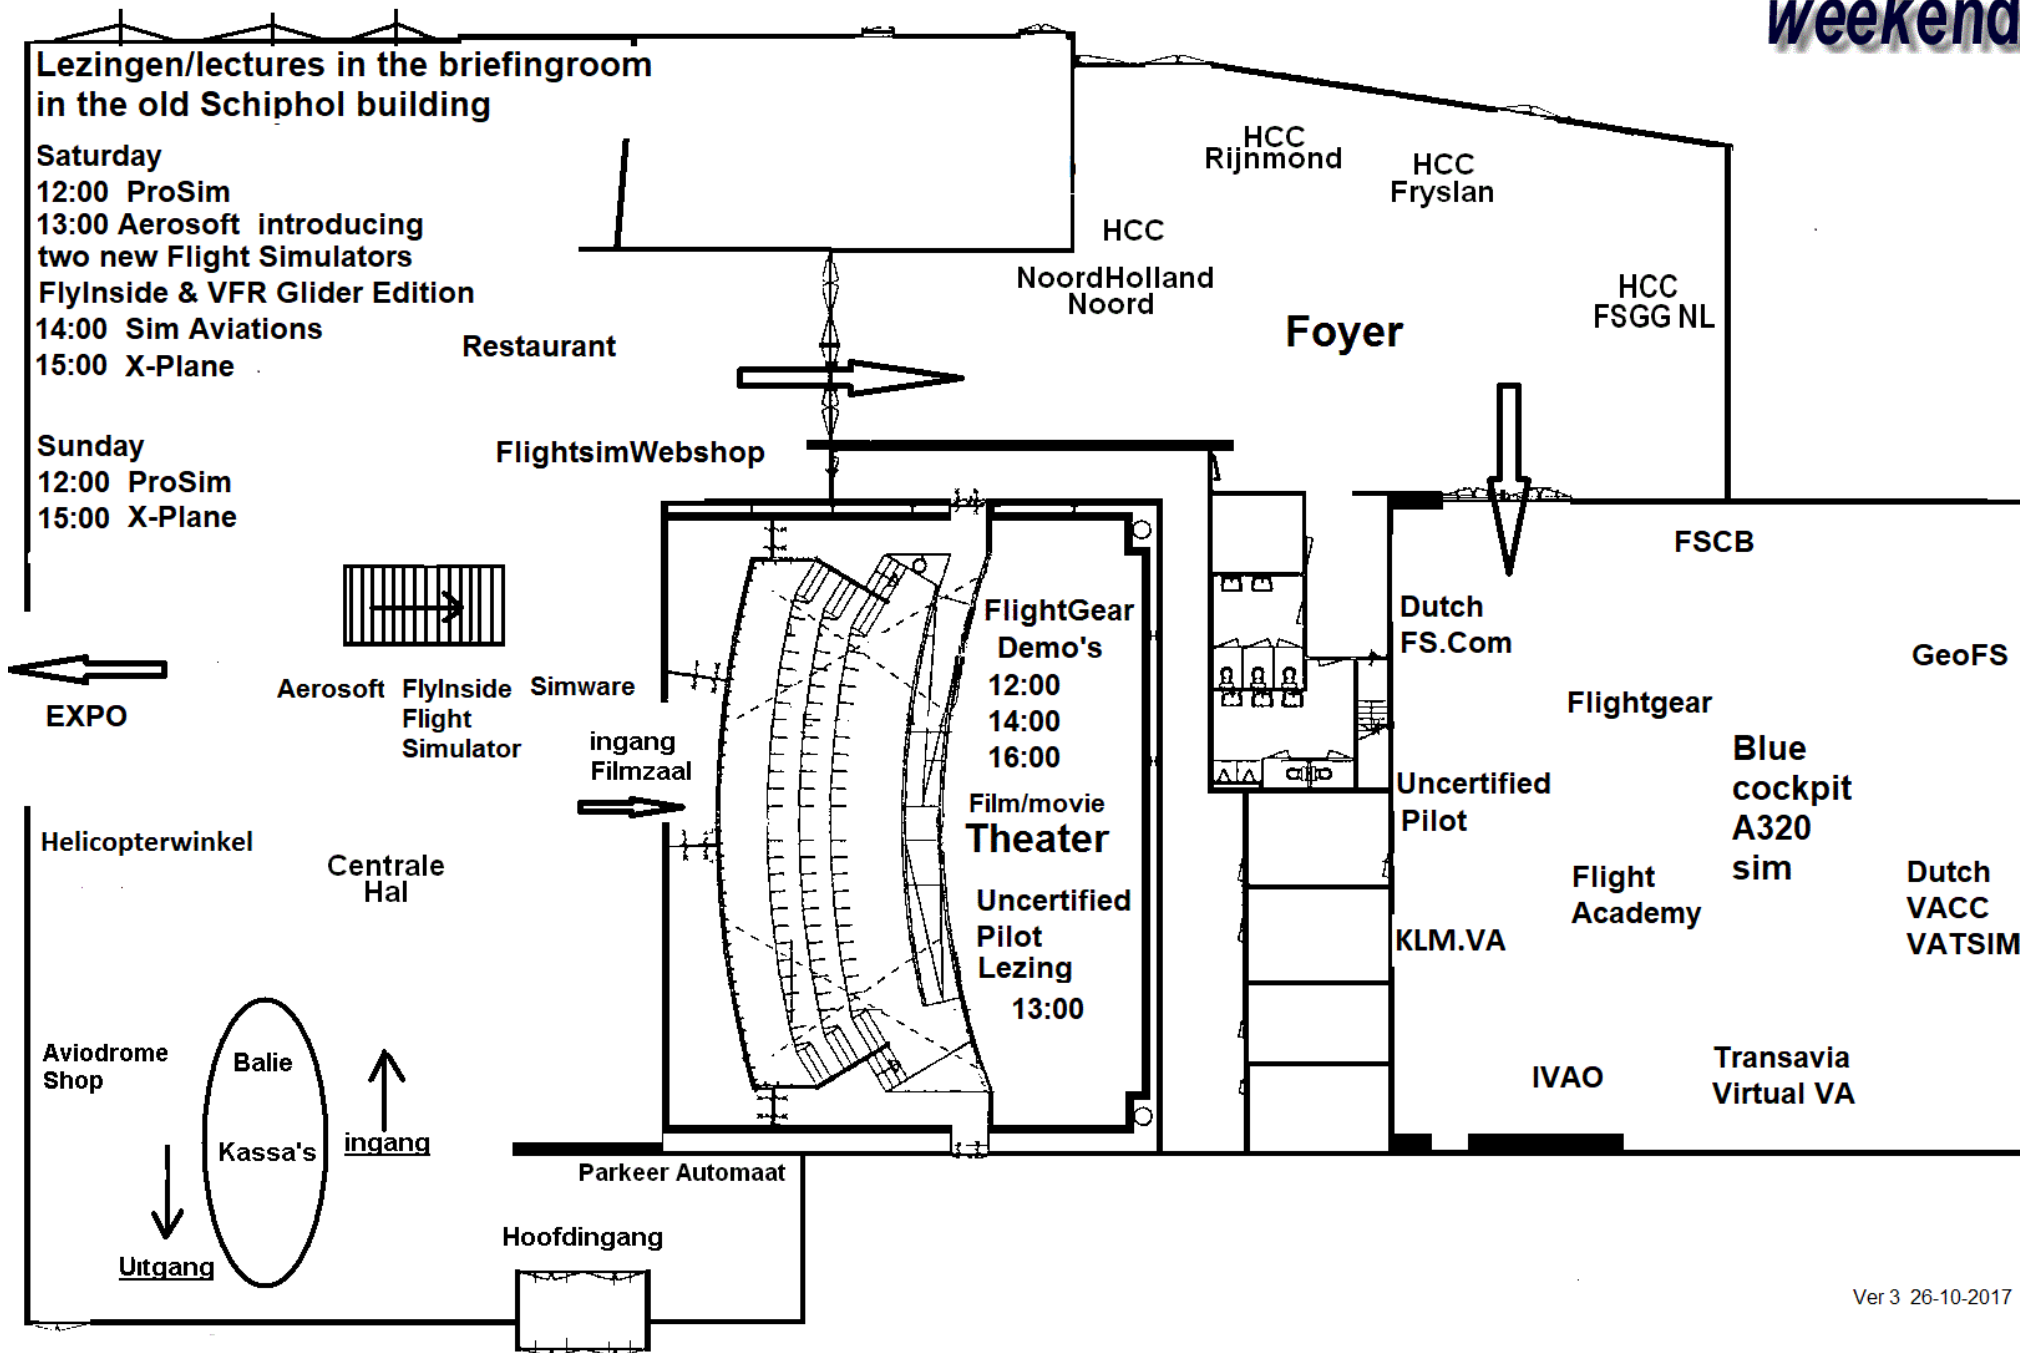 weekend
Lezingen/lectures in the briefingroom
in the old Schiphol building
Saturday
12:00 ProSim
13:00 Aerosoft introducing
two new Flight Simulators
FlyInside & VFR Glider Edition
14:00 Sim Aviations
15:00 X-Plane
Sunday
12:00 ProSim
15:00 X-Plane
Restaurant
FlightsimWebshop
HCC
Rijnmond
HCC
Fryslan
HCC
NoordHolland
Noord
HCC
FSGG NL
Foyer
EXPO
Aerosoft
FlyInside
Flight
Simulator
Simware
ingang
Filmzaal
Helicopterwinkel
Centrale
Hal
Aviodrome
Shop
Balie
Kassa's
ingang
Uitgang
Parkeer Automaat
Hoofdingang
FlightGear
Demo's
12:00
14:00
16:00
Film/movie
Theater
Uncertified
Pilot
Lezing
13:00
FSCB
Dutch
FS.Com
GeoFS
Flightgear
Blue
cockpit
A320
sim
Uncertified
Pilot
Flight
Academy
Dutch
VACC
VATSIM
KLM.VA
IVAO
Transavia
Virtual VA
Ver 3 26-10-2017